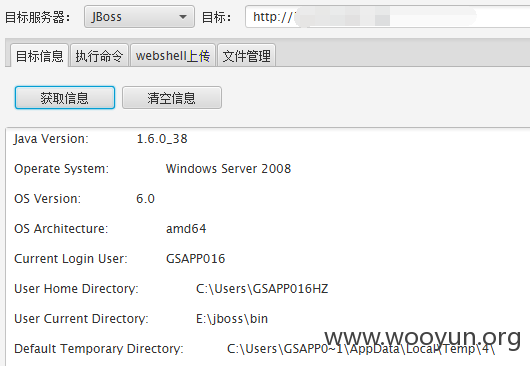 目标服务器： JBoss 目标： http://
目标信息 执行命令 webshell上传 文件管理
获取信息 清空信息
Java Version: 1.6.0_38
Operate System: Windows Server 2008
OS Version: 6.0
OS Architecture: amd64
Current Login User: GSAPP016
User Home Directory: C:\Users\GSAPP016HZ
User Current Directory: E:\jboss\bin
www.wooyun.org
Default Temporary Directory: C:\Users\GSAPP0~1\AppData\Local\Temp\4\